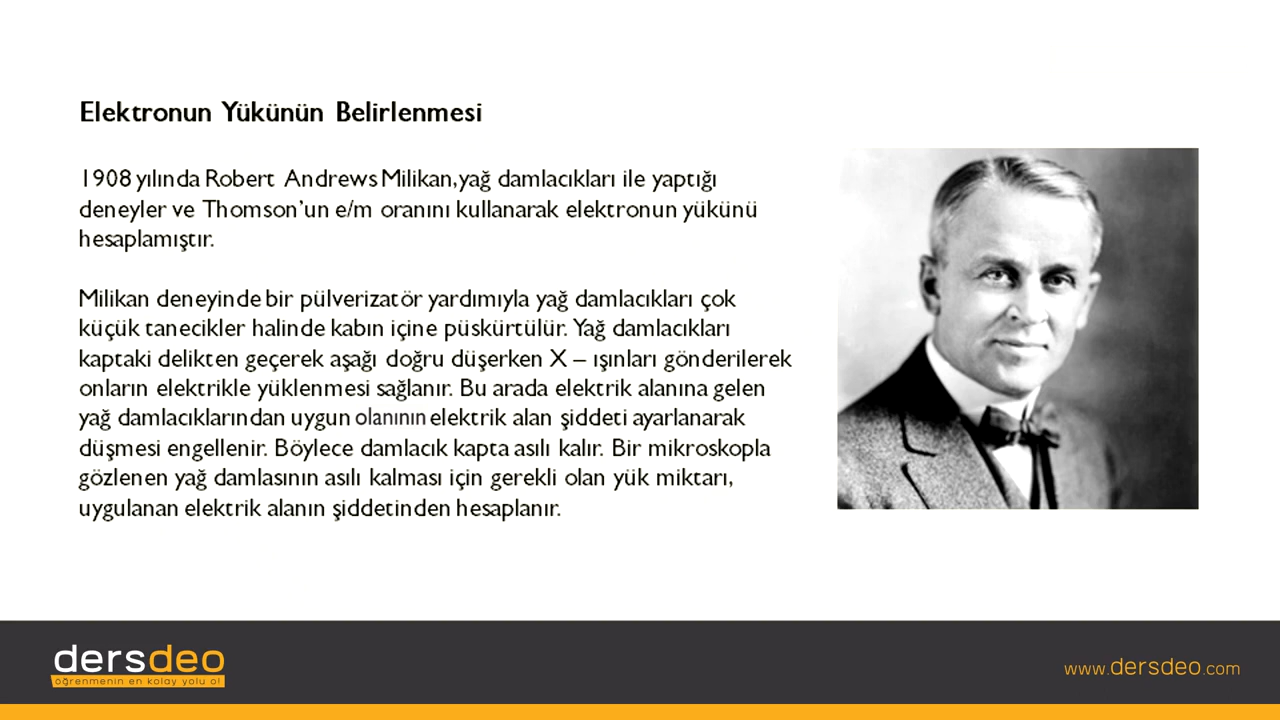 Elektronun Yükünün Belirlenmesi
1908 yılında Robert Andrews Milikan,yağ damlacıkları ile yaptığı
deneyler ve Thomson’un e/m oranını kullanarak elektronun yükünü
hesaplamıştır.
Milikan deneyinde bir pülverizatör yardımıyla yağ damlacıkları çok
küçük tanecikler halinde kabın içine püskürtülür. Yağ damlacıkları
kaptaki delikten geçerek aşağı doğru düşerken X – ışınları gönderilerek
onların elektrikle yüklenmesi sağlanır. Bu arada elektrik alanına gelen
yağ damlacıklarından uygun olanının elektrik alan şiddeti ayarlanarak
düşmesi engellenir. Böylece damlacık kapta asılı kalır. Bir mikroskopla
gözlenen yağ damlasının asılı kalması için gerekli olan yük miktarı,
uygulanan elektrik alanın şiddetinden hesaplanır.
dersdeo
öğrenmenin en kolay yolu o!
www.dersdeo.com